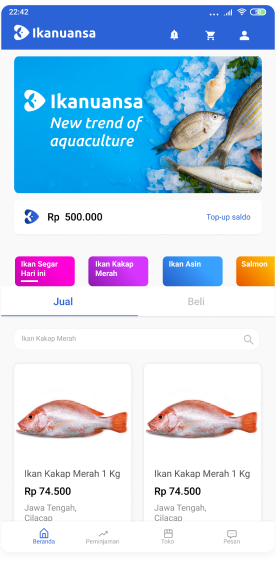 22:42
Ikanuansa
Ikanuansa
New trend of
aquaculture
Rp 500.000
Top-up saldo
Ikan Segar
Hari ini
Ikan Kakap
Merah
Ikan Asin
Salmon
Jual
Beli
Ikan Kakap Merah
Ikan Kakap Merah 1 Kg
Rp 74.500
Jawa Tengah,
Cilacap
Ikan Kakap Merah 1 Kg
Rp 74.500
Jawa Tengah,
Cilacap
Beranda
Peminjaman
Toko
Pesan